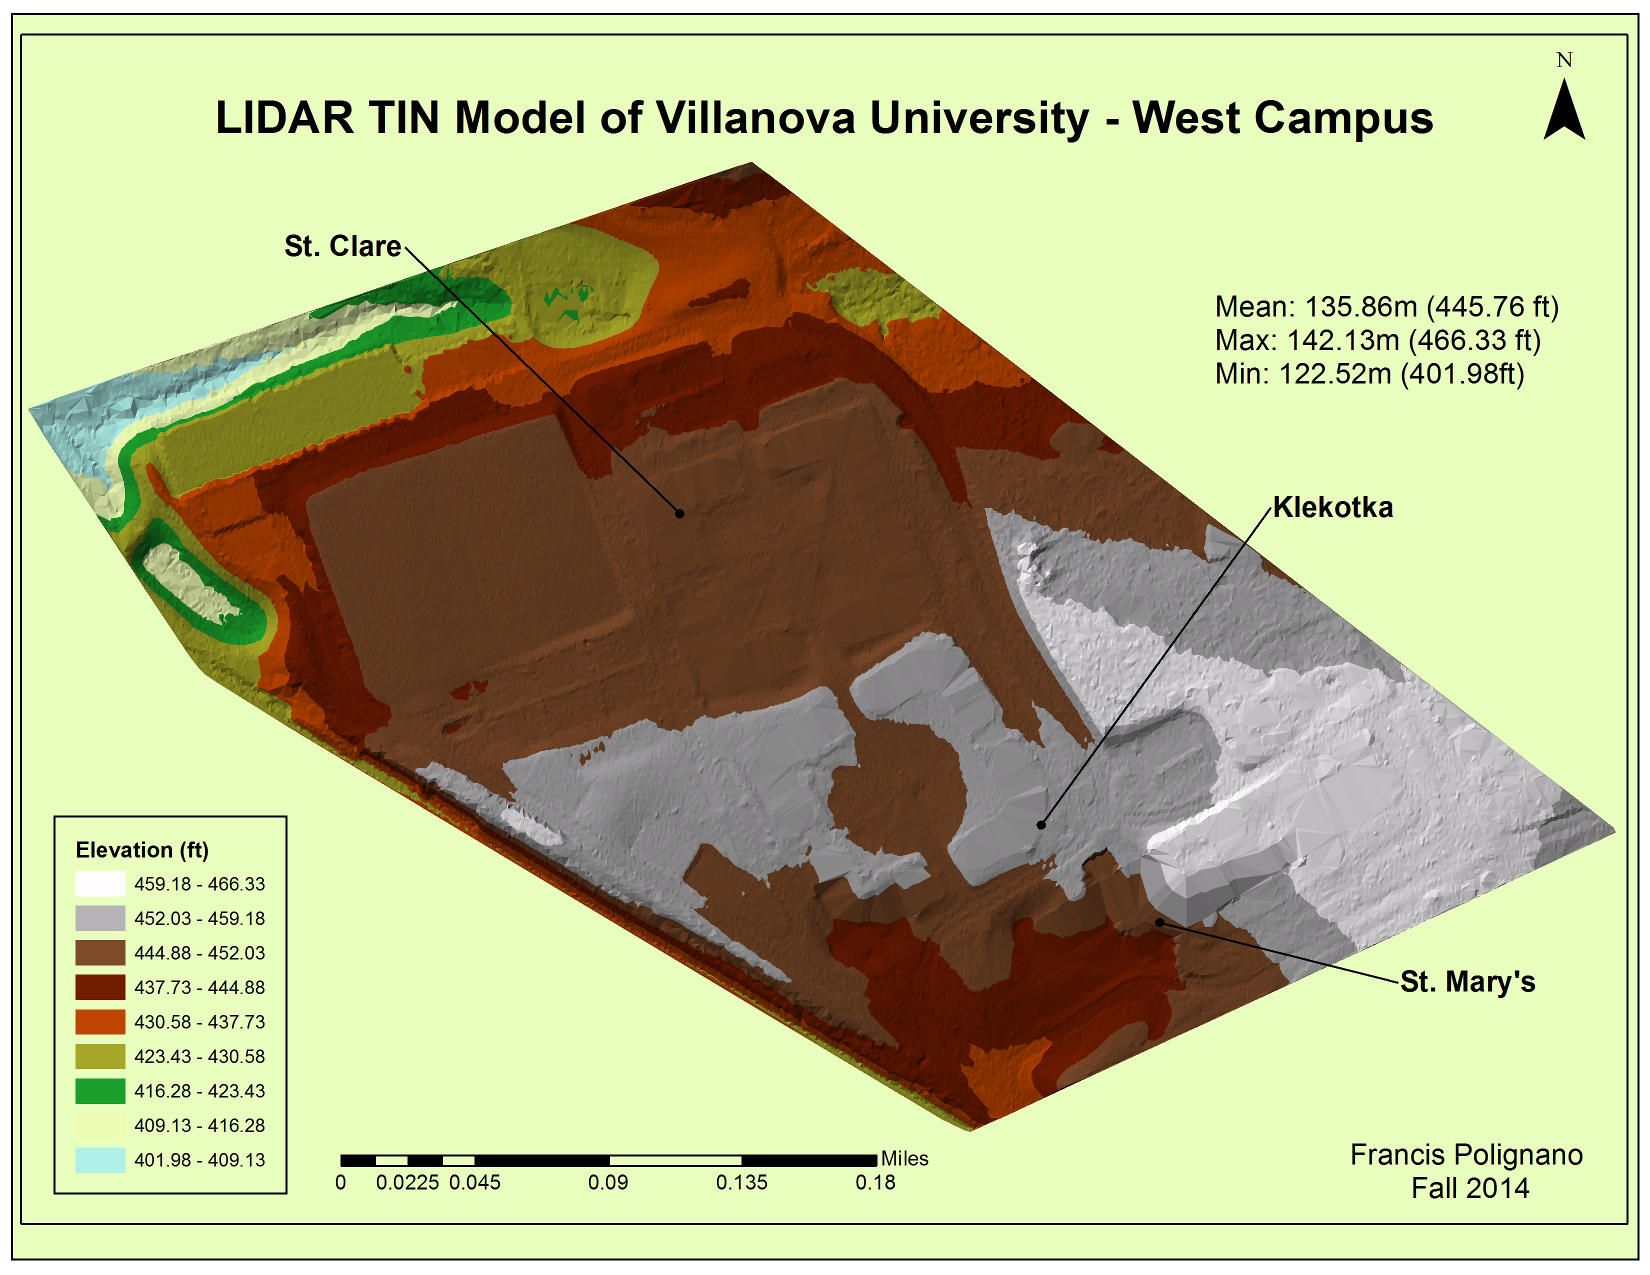 N
LIDAR TIN Model of Villanova University - West Campus
St. Clare
Mean: 135.86m (445.76 ft)
Max: 142.13m (466.33 ft)
Min: 122.52m (401.98ft)
Klekotka
St. Mary's
Elevation (ft)
459.18 - 466.33
452.03 - 459.18
444.88 - 452.03
437.73 - 444.88
430.58 - 437.73
423.43 - 430.58
416.28 - 423.43
409.13 - 416.28
401.98 - 409.13
Miles
0 0.0225 0.045 0.09 0.135 0.18
Francis Polignano
Fall 2014